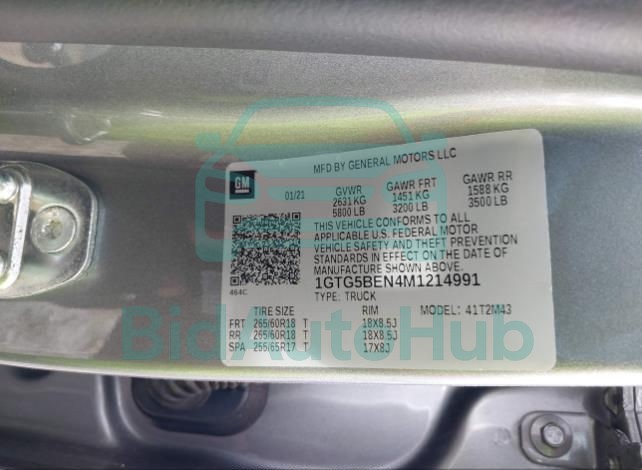 MFD BY GENERAL MOTORS LLC
GM
01/21 GVWR GAWR FRT GAWR RR
2631 KG 1451 KG 1588 KG
5800 LB 3200 LB 3500 LB
THIS VEHICLE CONFORMS TO ALL
APPLICABLE U.S. FEDERAL MOTOR
VEHICLE SAFETY AND THEFT PREVENTION
STANDARDS IN EFFECT ON THE DATE OF
MANUFACTURE SHOWN ABOVE.
464C
1GTG5BEN4M1214991
TYPE: TRUCK
TIRE SIZE RIM MODEL: 41T2M43
FRT 265/60R18 T 18X8.5J
RR 265/60R18 T 18X8.5J
SPA 255/65R17 T 17X8J
BidAutoHub